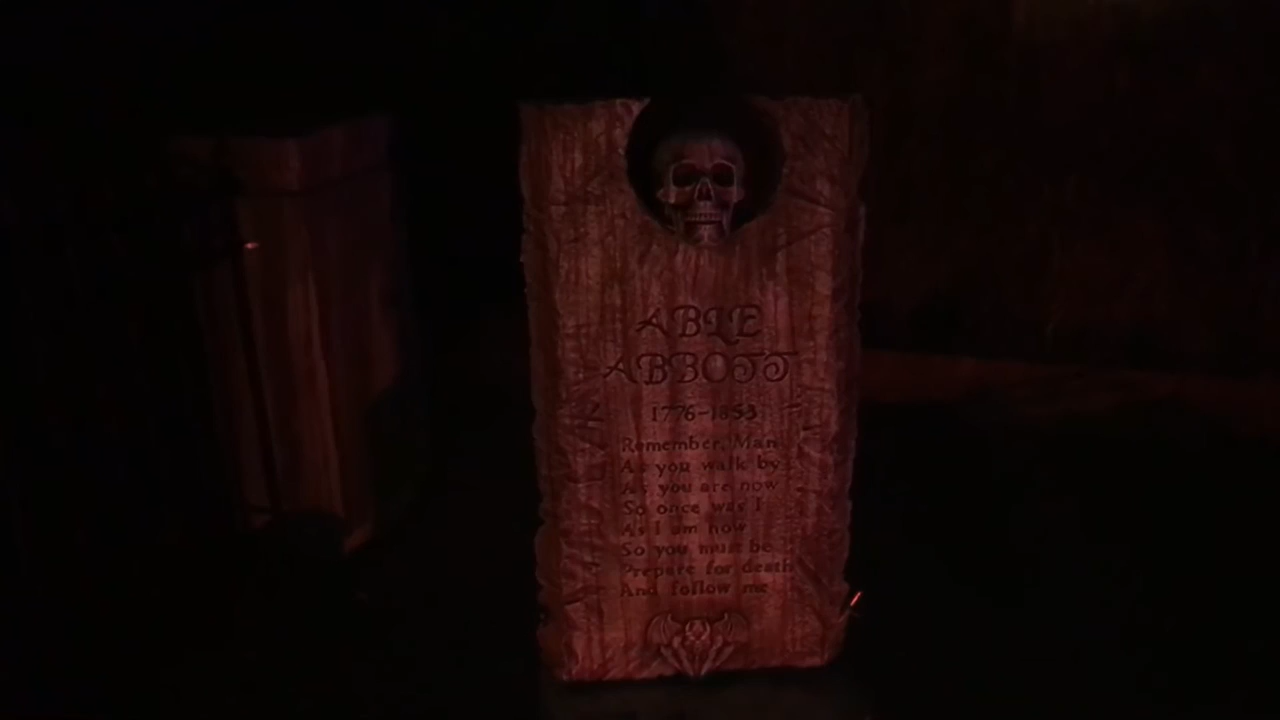 ABLE
ABBOTT
1776-1853
Remember, Man
As you walk by
As you are now
So once was I
As I am now
So you must be
Prepare for death
And follow me